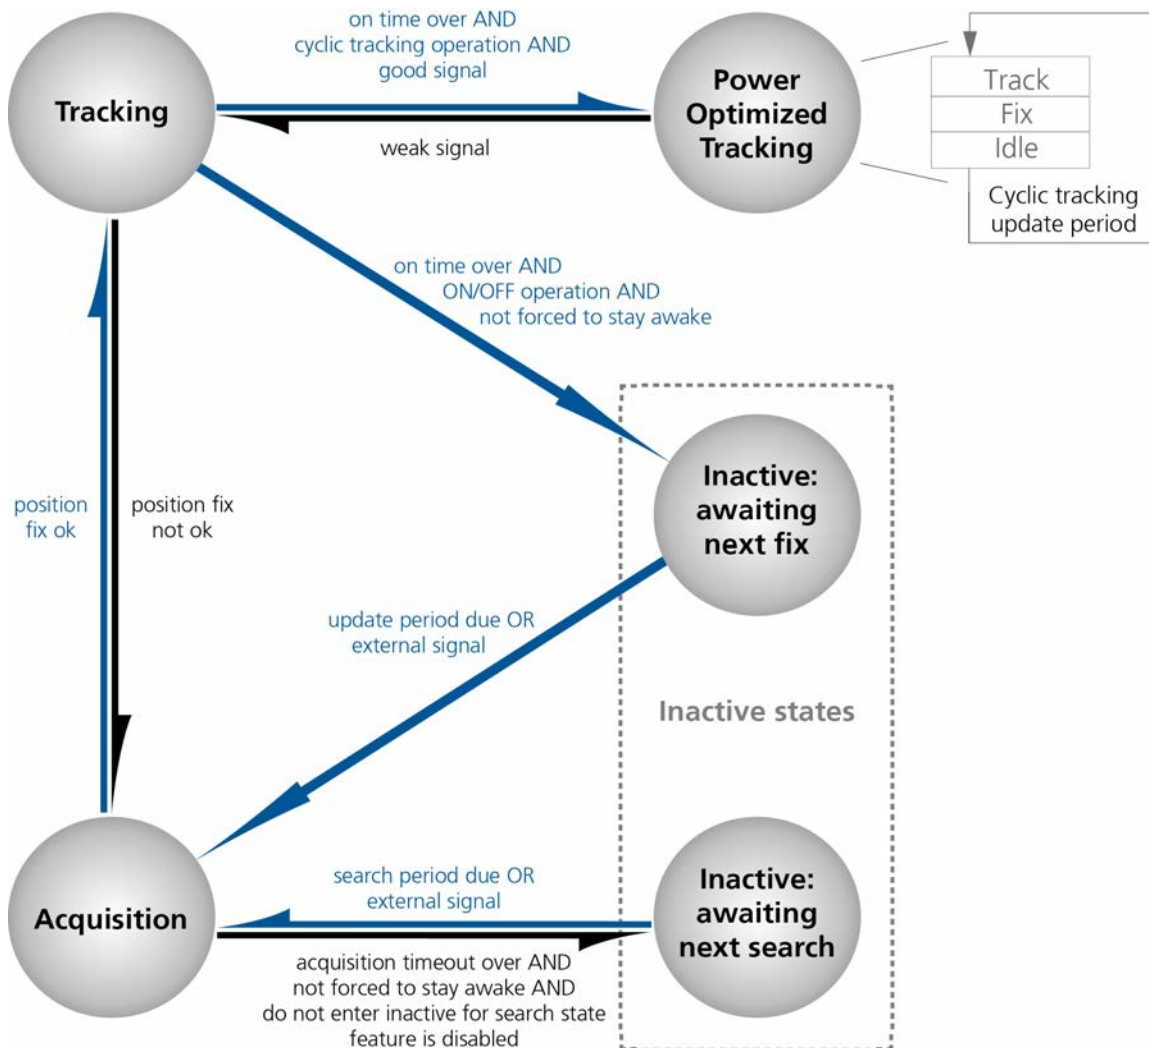 on time over AND
cyclic tracking operation AND
good signal
Tracking
Power
Optimized
Tracking
Track
Fix
Idle
weak signal
Cyclic tracking
update period
on time over AND
ON/OFF operation AND
not forced to stay awake
position
fix ok
position fix
not ok
Inactive:
awaiting
next fix
update period due OR
external signal
Inactive states
search period due OR
external signal
Acquisition
Inactive:
awaiting
next search
acquisition timeout over AND
not forced to stay awake AND
do not enter inactive for search state
feature is disabled